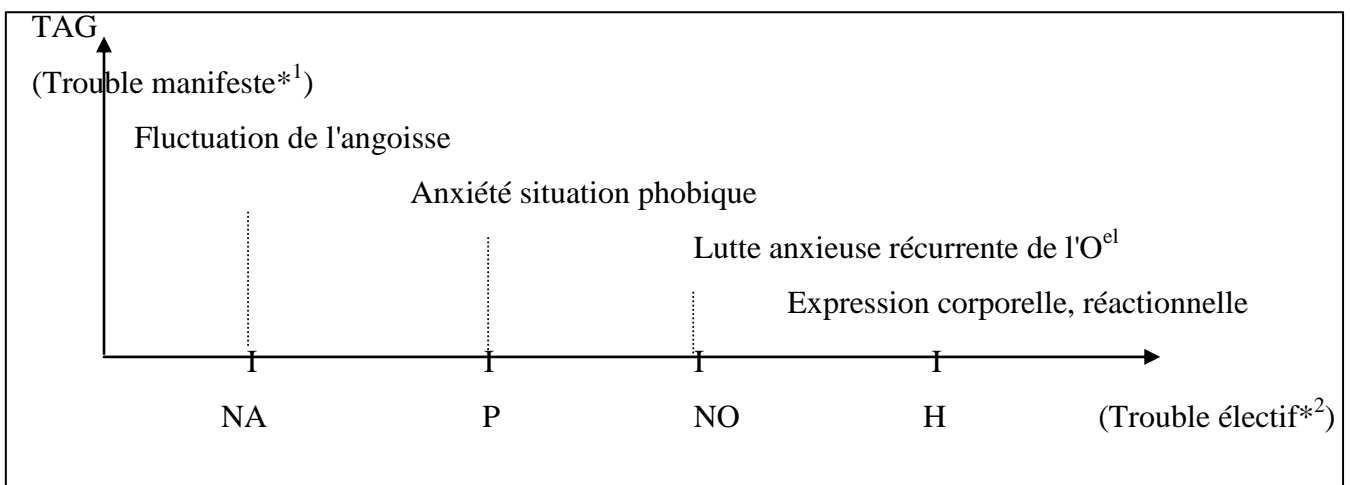 TAG
(Trouble manifeste*¹)
Fluctuation de l'angoisse
Anxiété situation phobique
Lutte anxieuse récurrente de l'Oᵉˡ
Expression corporelle, réactionnelle
I I I I
NA P NO H (Trouble électif*²)